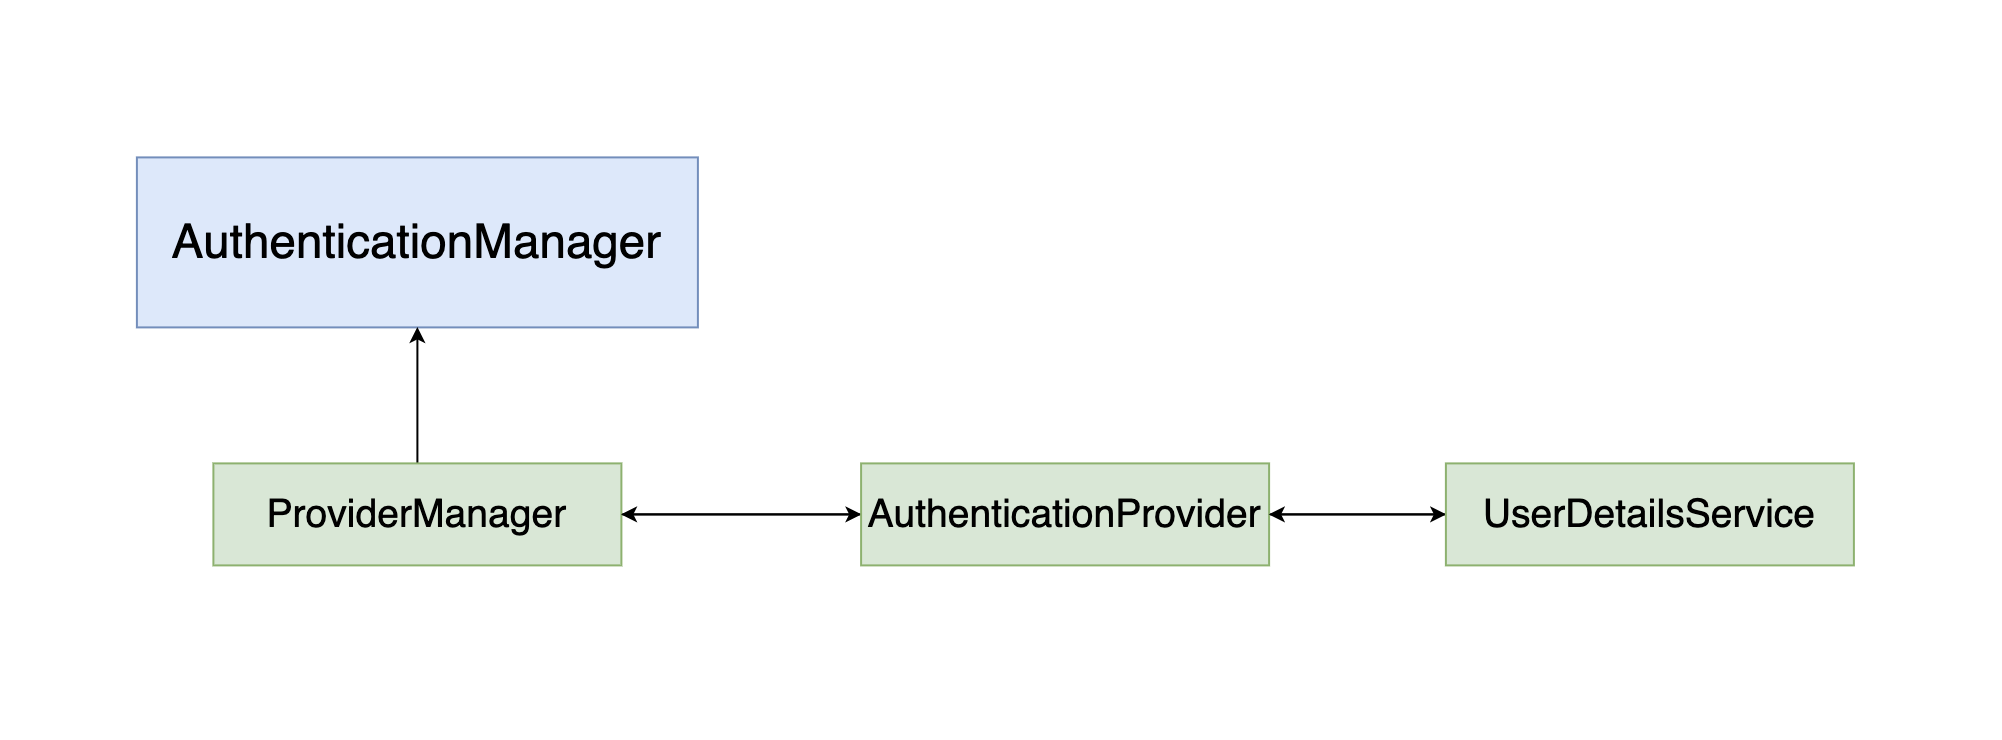 AuthenticationManager
ProviderManager
AuthenticationProvider
UserDetailsService